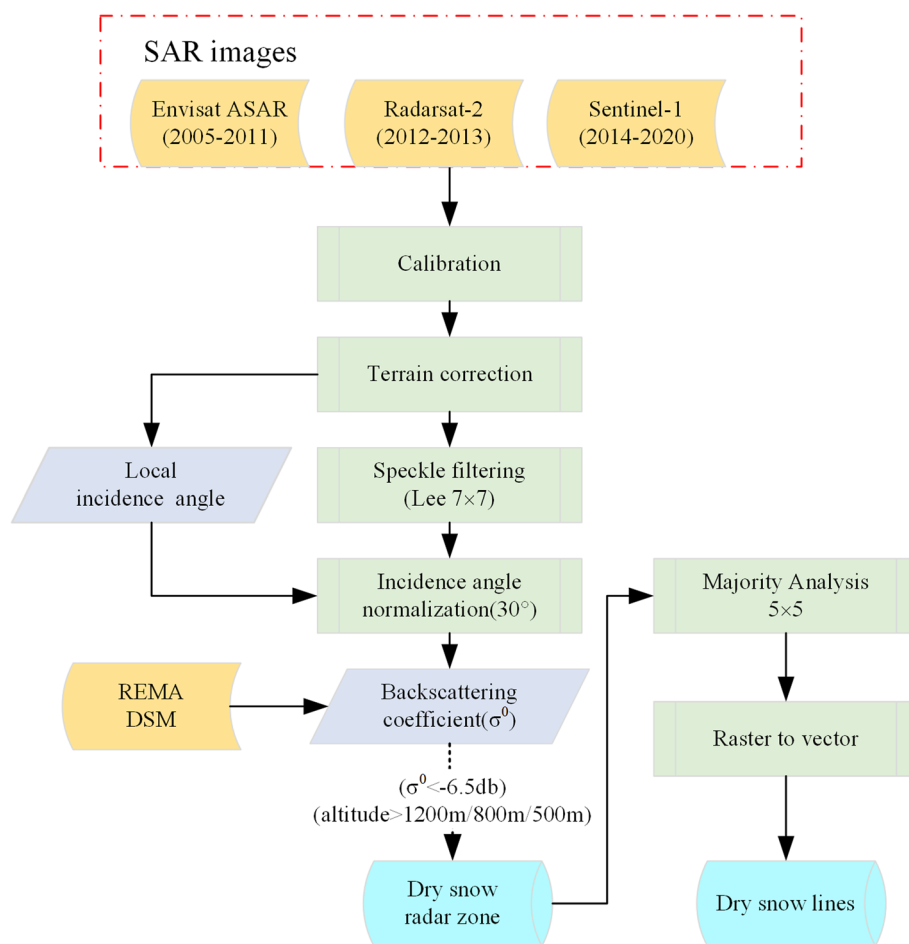 SAR images
Envisat ASAR
(2005-2011)
Radarsat-2
(2012-2013)
Sentinel-1
(2014-2020)
Calibration
Terrain correction
Local
incidence angle
Speckle filtering
(Lee 7×7)
Incidence angle
normalization(30°)
REMA
DSM
Backscattering
coefficient(σ⁰)
(σ⁰<-6.5db)
(altitude>1200m/800m/500m)
Dry snow
radar zone
Majority Analysis
5×5
Raster to vector
Dry snow lines